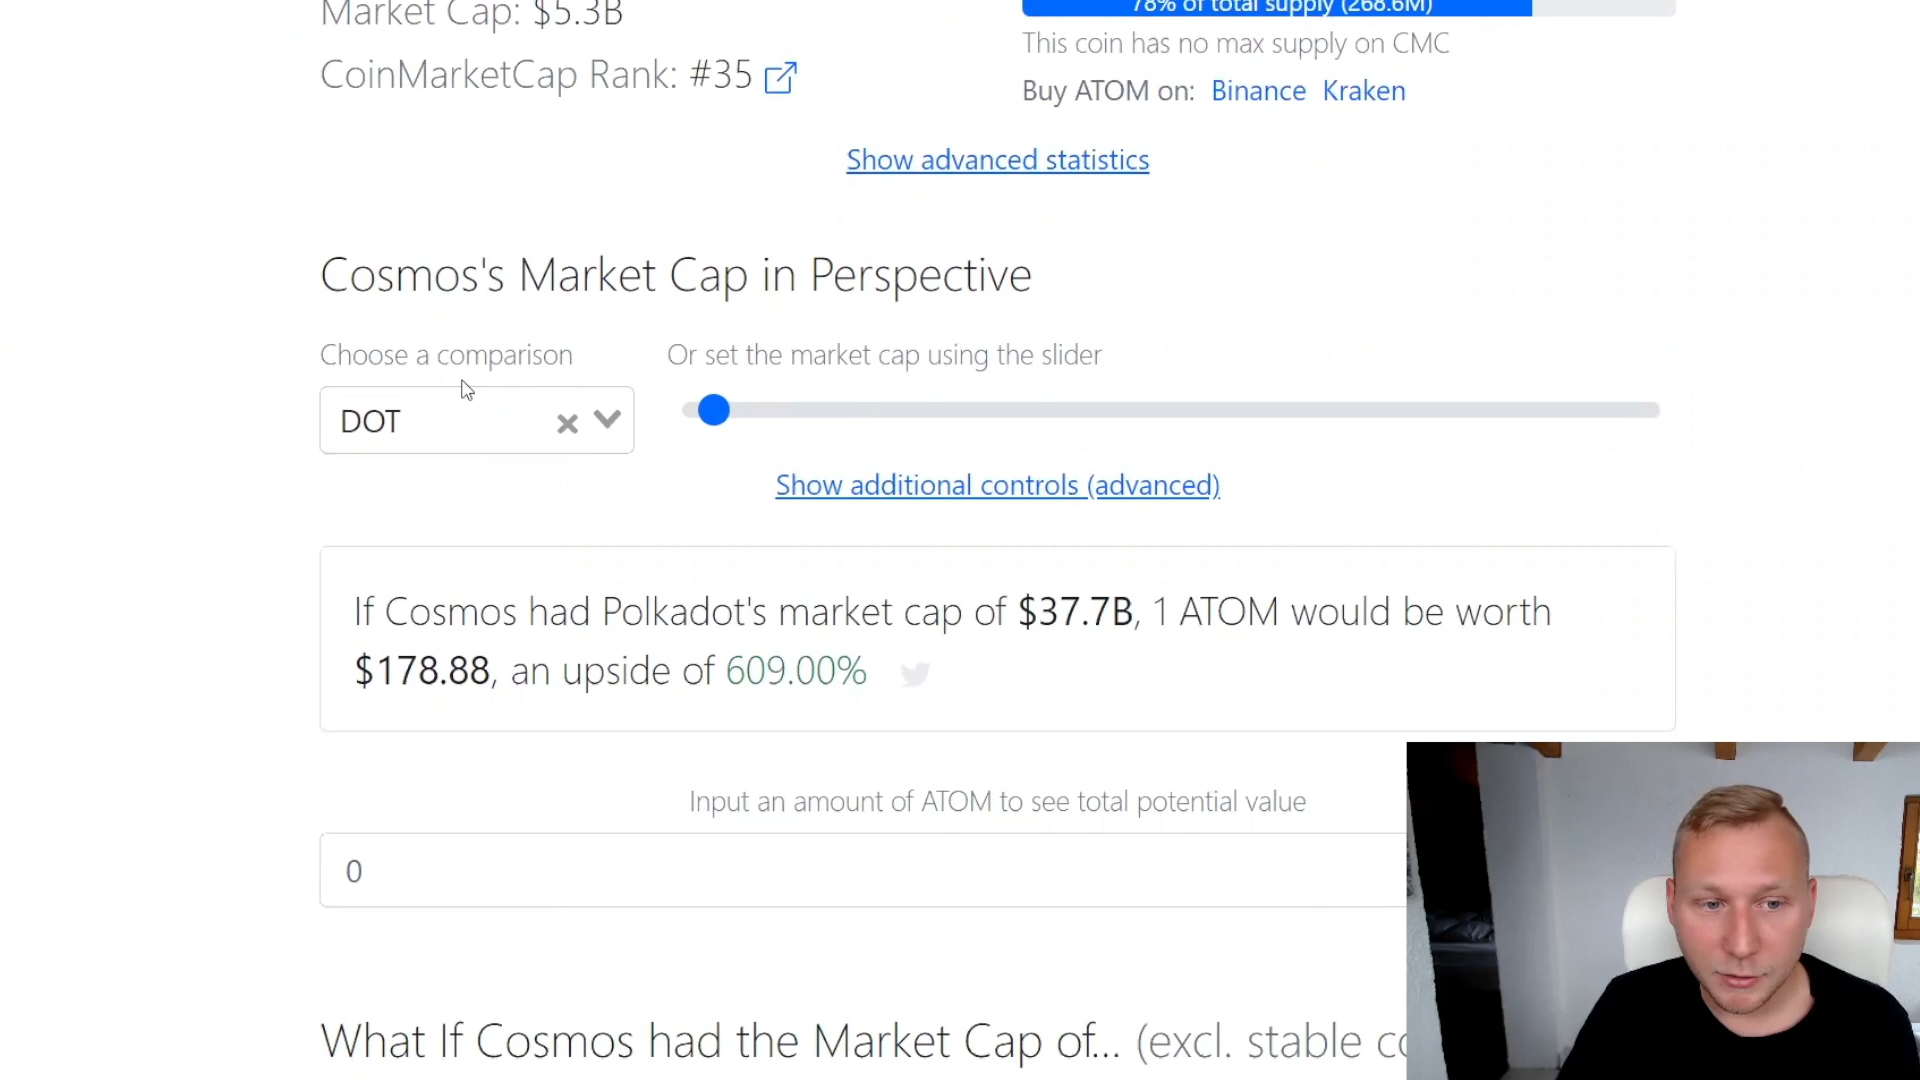 Market Cap: $5.3B
78% of total supply (268.6M)
This coin has no max supply on CMC
CoinMarketCap Rank: #35
Buy ATOM on: Binance Kraken
Show advanced statistics
Cosmos's Market Cap in Perspective
Choose a comparison
Or set the market cap using the slider
DOT
Show additional controls (advanced)
If Cosmos had Polkadot's market cap of $37.7B, 1 ATOM would be worth
$178.88, an upside of 609.00%
Input an amount of ATOM to see total potential value
0
What If Cosmos had the Market Cap of... (excl. stable